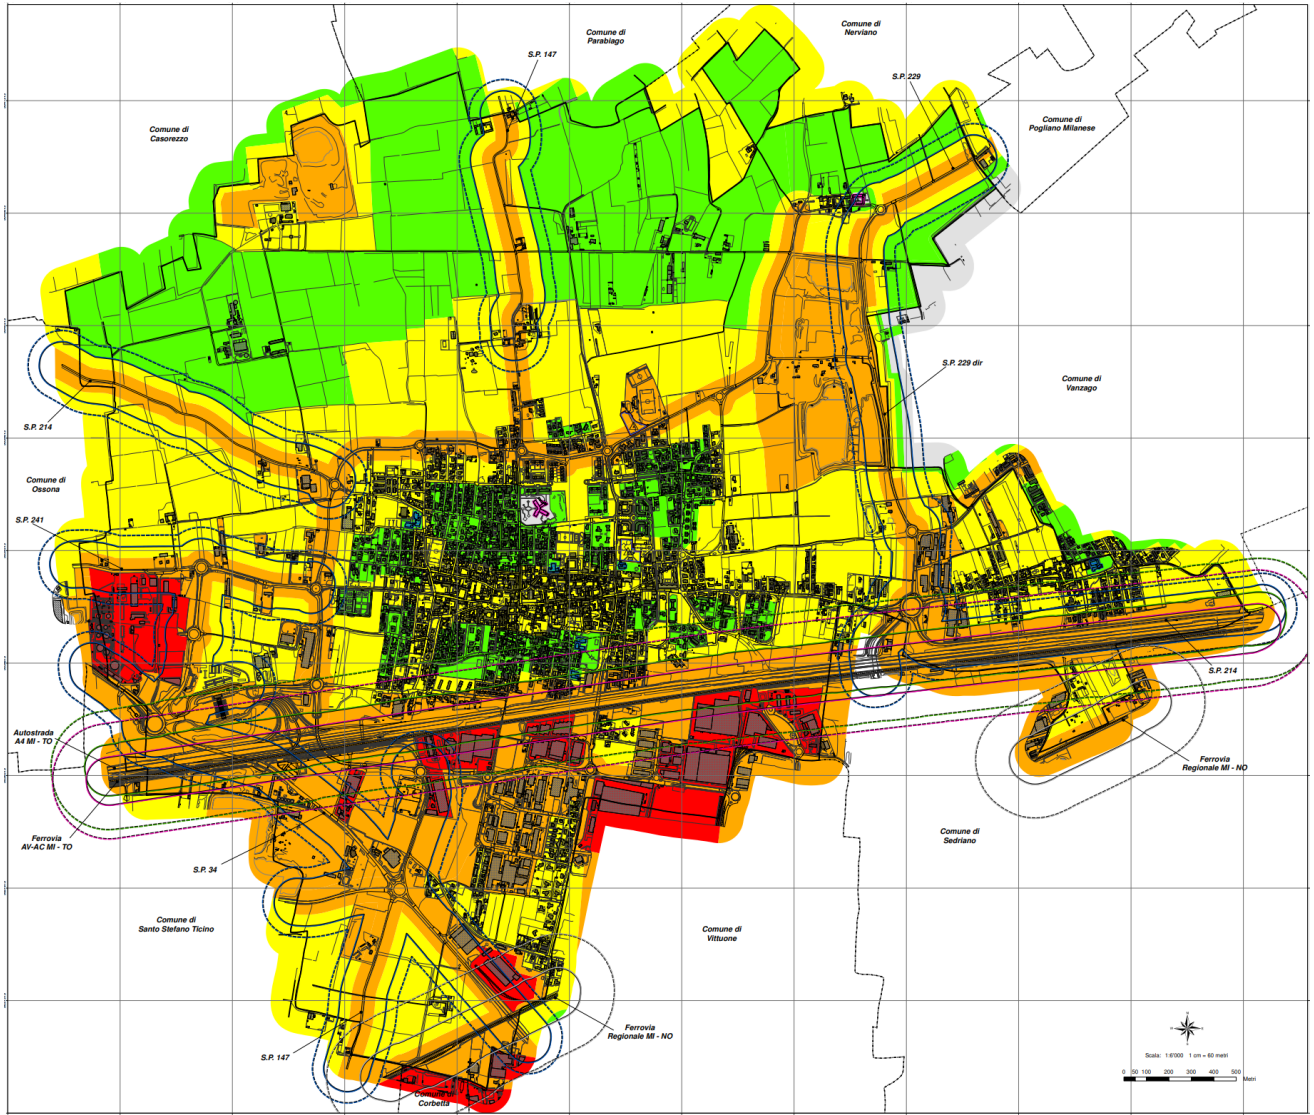 Comune di
Nerviano
Comune di
Parabiago
S.P. 147
S.P. 229
Comune di
Pogliano Milanese
Comune di
Casorezzo
S.P. 229 dir
Comune di
Vanzago
S.P. 214
Comune di
Ossona
S.P. 241
S.P. 214
Autostrada
A4 MI - TO
Ferrovia
Regionale MI - NO
Ferrovia
AV-AC MI - TO
Comune di
Sedriano
S.P. 34
Comune di
Santo Stefano Ticino
Comune di
Vittuone
Ferrovia
Regionale MI - NO
S.P. 147
Scala: 1:6'000 1 cm = 60 metri
0 50 100 200 300 400 500
Metri
Comune di
Corbetta